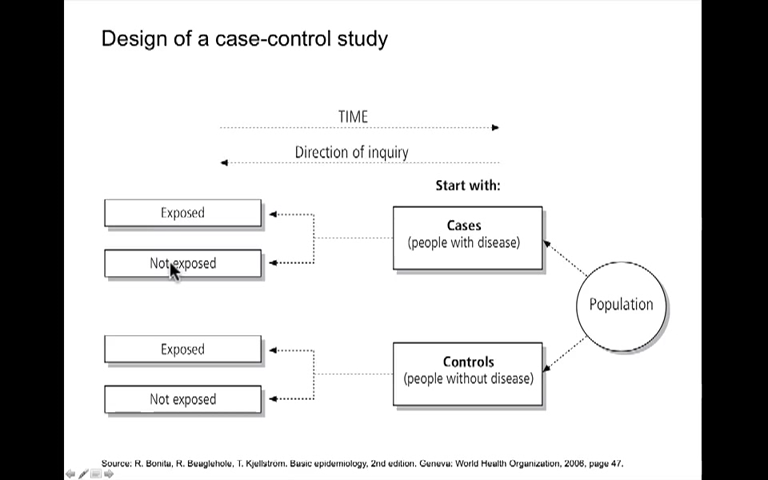 Design of a case-control study
TIME
Direction of inquiry
Start with:
Exposed
Not exposed
Cases
(people with disease)
Population
Exposed
Not exposed
Controls
(people without disease)
Source: R. Bonita, R. Beaglehole, T. Kjellstrom. Basic epidemiology, 2nd edition. Geneva: World Health Organization, 2006, page 47.